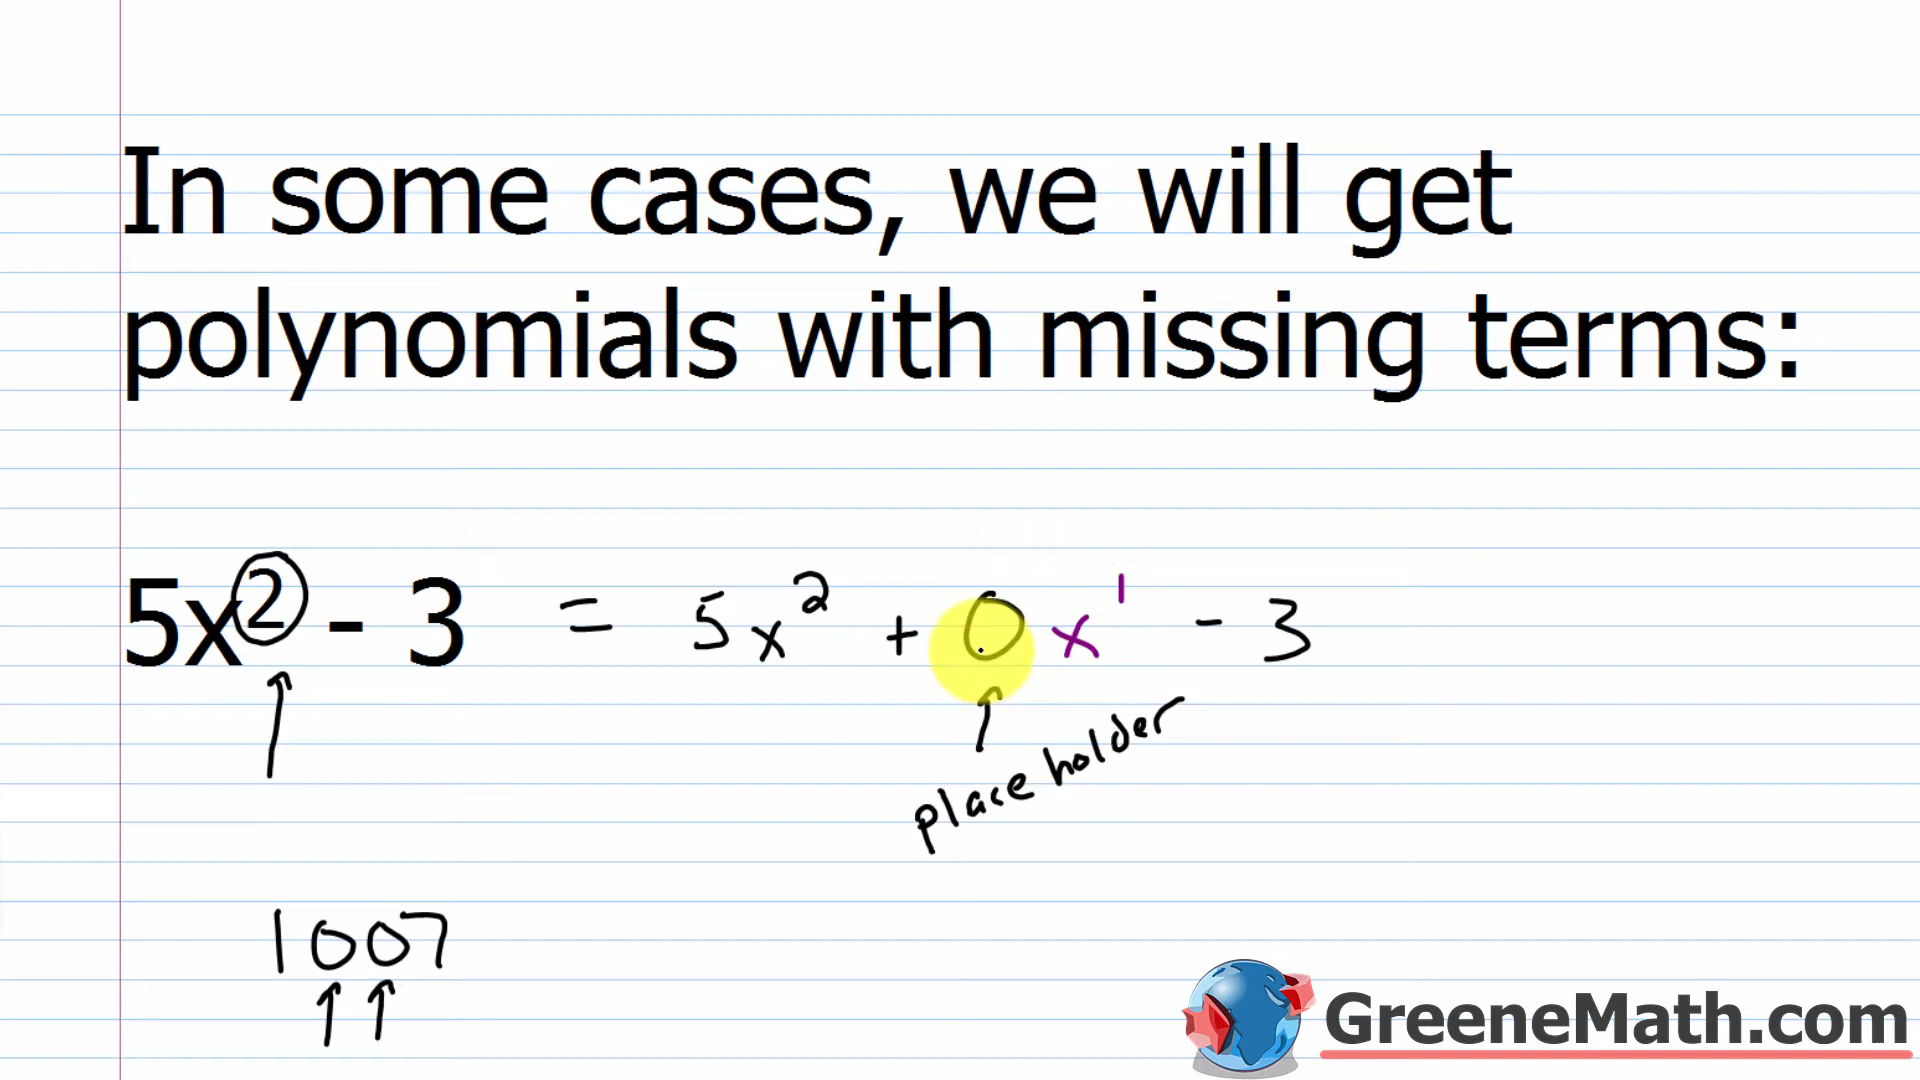 In some cases, we will get
polynomials with missing terms:
5x² - 3 = 5x² + 0x¹ - 3
place holder
1007
GreeneMath.com